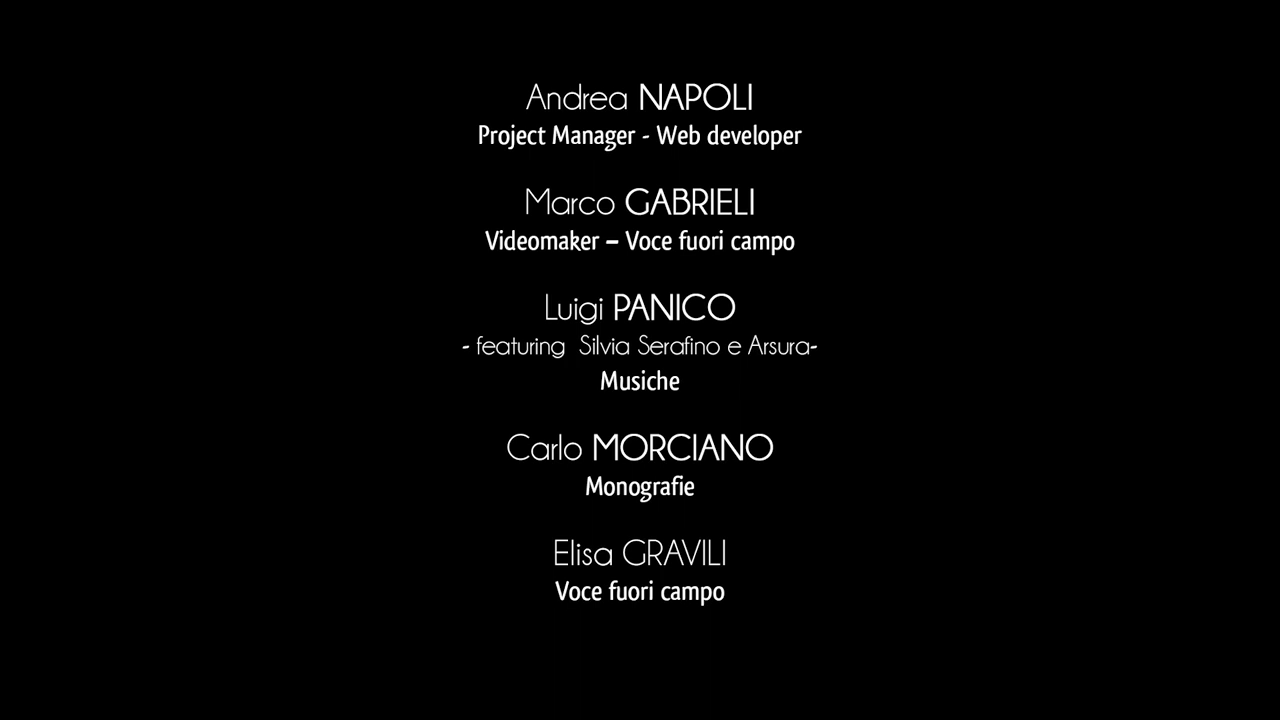 Andrea NAPOLI
Project Manager - Web developer
Marco GABRIELI
Videomaker – Voce fuori campo
Luigi PANICO
- featuring  Silvia Serafino e Arsura-
Musiche
Carlo MORCIANO
Monografie
Elisa GRAVILI
Voce fuori campo